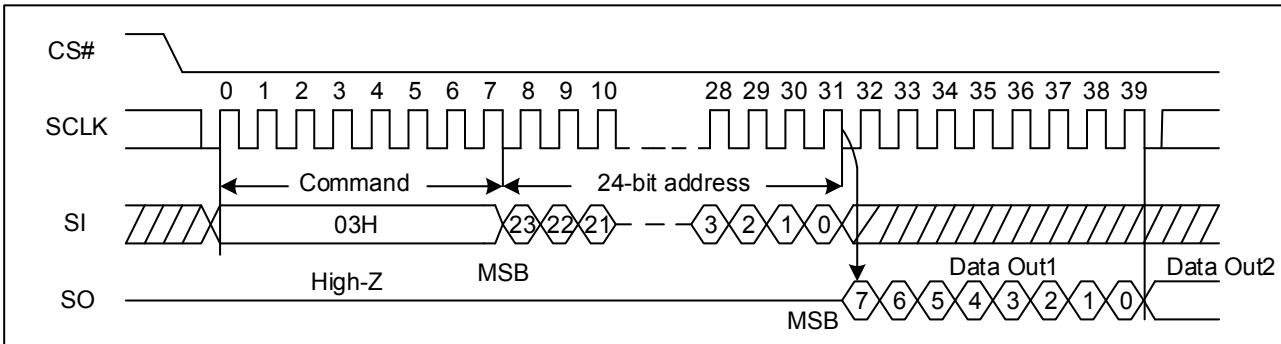 CS#
0 1 2 3 4 5 6 7 8 9 10 28 29 30 31 32 33 34 35 36 37 38 39
SCLK
Command 24-bit address
SI 03H 23 22 21 3 2 1 0
High-Z MSB Data Out1 Data Out2
SO 7 6 5 4 3 2 1 0
MSB